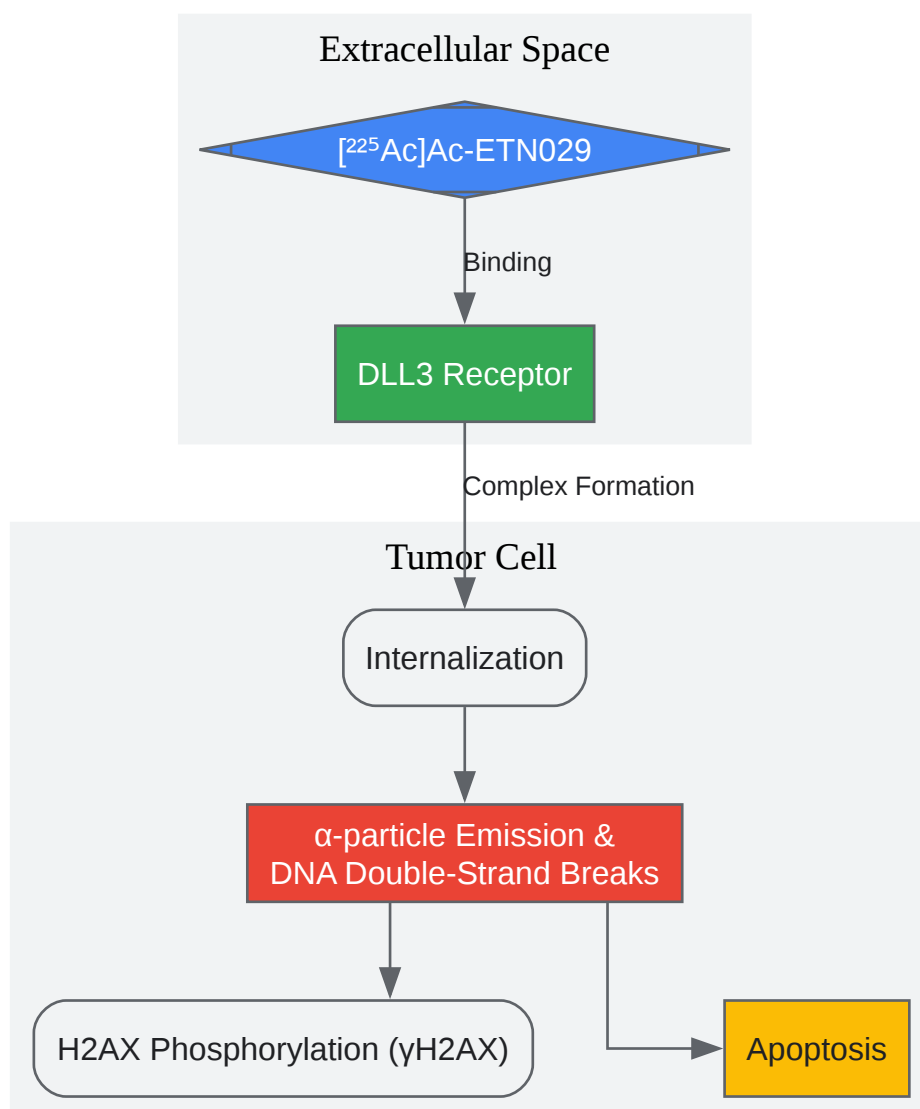 Extracellular Space
[²²⁵Ac]Ac-ETN029
Binding
DLL3 Receptor
Complex Formation
Tumor Cell
Internalization
α-particle Emission &
DNA Double-Strand Breaks
H2AX Phosphorylation (γH2AX)
Apoptosis